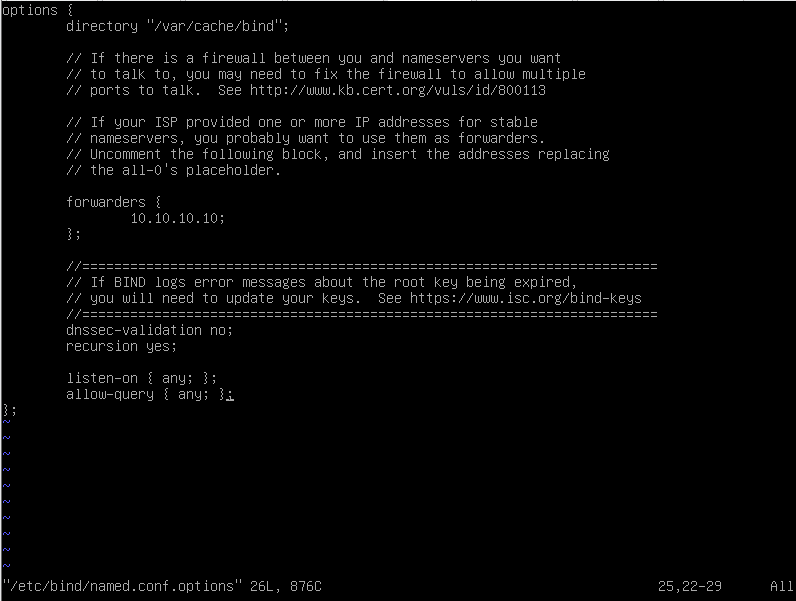 options {
        directory "/var/cache/bind";

        // If there is a firewall between you and nameservers you want
        // to talk to, you may need to fix the firewall to allow multiple
        // ports to talk.  See http://www.kb.cert.org/vuls/id/800113

        // If your ISP provided one or more IP addresses for stable
        // nameservers, you probably want to use them as forwarders.
        // Uncomment the following block, and insert the addresses replacing
        // the all-0's placeholder.

        forwarders {
                10.10.10.10;
        };

        //========================================================================
        // If BIND logs error messages about the root key being expired,
        // you will need to update your keys.  See https://www.isc.org/bind-keys
        //========================================================================
        dnssec-validation no;
        recursion yes;

        listen-on { any; };
        allow-query { any; };
};
~
~
~
~
~
~
~
~
~
~
"/etc/bind/named.conf.options" 26L, 876C                                          25,22-29      All